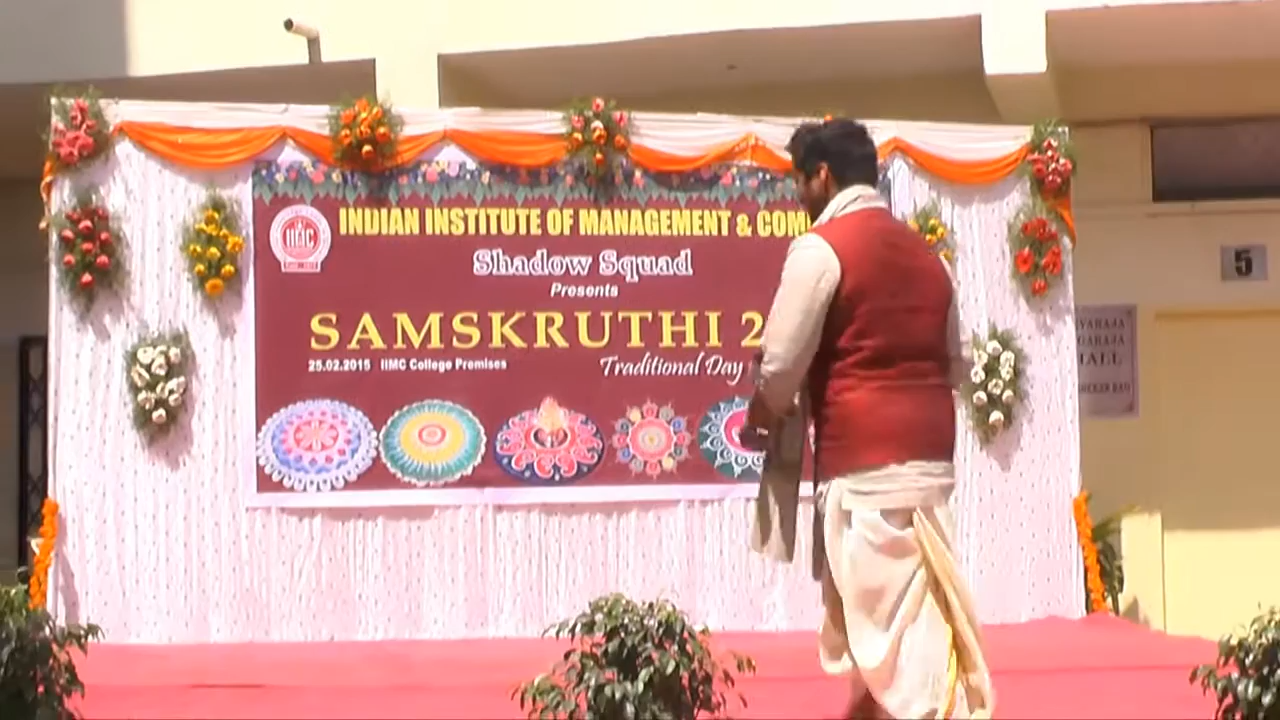 INDIAN INSTITUTE OF MANAGEMENT & COM
IIMC
Shadow Squad
Presents
SAMSKRUTHI 2
25.02.2015 IIMC College Premises
Traditional Day
5
HALL